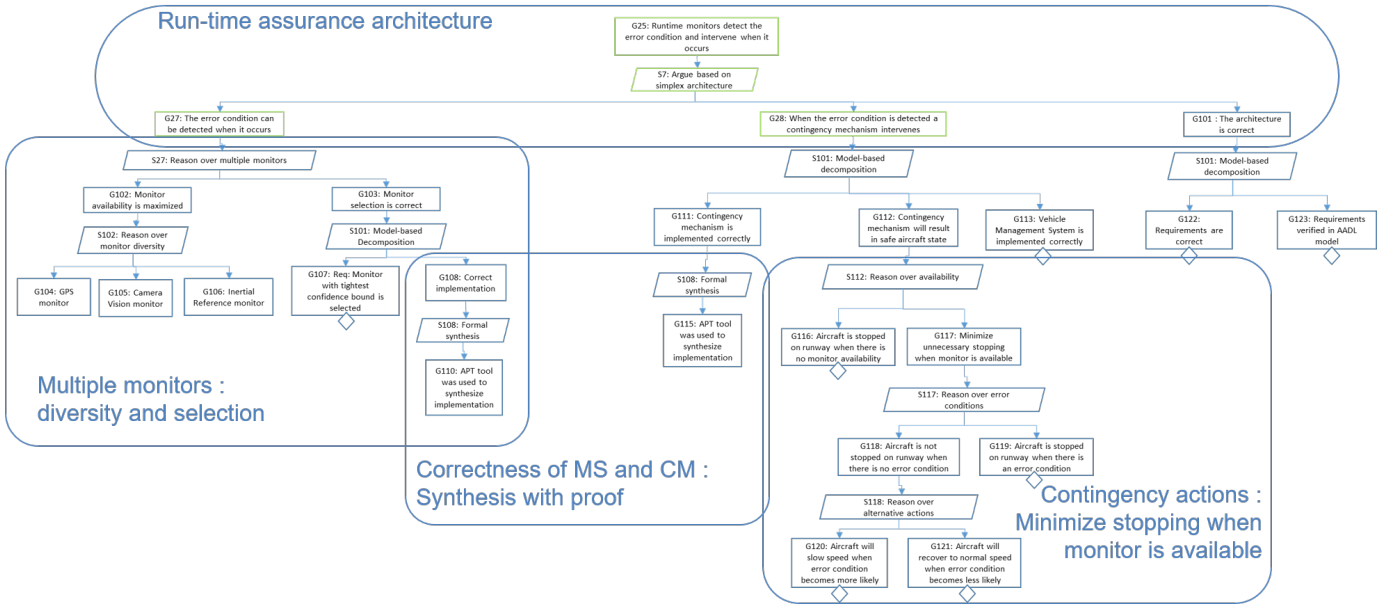 Run-time assurance architecture
G25: Runtime monitors detect
the error condition and intervene when it
occurs
S7: Argue based on
simplex architecture
G27: The error condition can
be detected when it occurs
G28: When the error condition is detected a
contingency mechanism intervenes
G101 : The architecture
is correct
S27: Reason over multiple monitors
S101: Model-based
decomposition
S101: Model-based
decomposition
G102: Monitor
availability is maximized
G103: Monitor
selection is correct
G111: Contingency
mechanism is
implemented correctly
G112: Contingency
mechanism will result
in safe aircraft state
G113: Vehicle
Management System is
implemented correctly
G122:
Requirements are
correct
G123: Requirements
verified in AADL
model
S102: Reason over
monitor diversity
S101: Model-based
Decomposition
G104: GPS
monitor
G105: Camera
Vision monitor
G106: Inertial
Reference monitor
G107: Req: Monitor
with tightest
confidence bound is
selected
G108: Correct
implementation
S108: Formal
synthesis
S112: Reason over availability
S108: Formal
synthesis
G115: APT tool
was used to
synthesize
implementation
G116: Aircraft is stopped
on runway when there is
no monitor availability
G117: Minimize
unnecessary stopping
when monitor is available
G110: APT tool
was used to
synthesize
implementation
Multiple monitors :
diversity and selection
S117: Reason over error
conditions
G118: Aircraft is not
stopped on runway when
there is no error condition
G119: Aircraft is stopped
on runway when there is
an error condition
Correctness of MS and CM :
Synthesis with proof
S118: Reason over
alternative actions
Contingency actions :
Minimize stopping when
monitor is available
G120: Aircraft will
slow speed when
error condition
becomes more likely
G121: Aircraft will
recover to normal speed
when error condition
becomes less likely